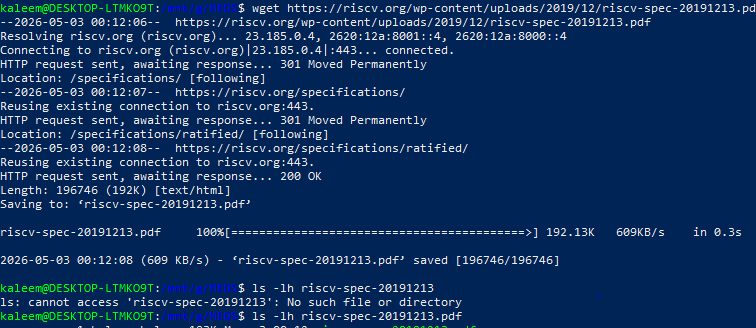 kaleem@DESKTOP-LTMKO9T: $ wget https://riscv.org/wp-content/uploads/2019/12/riscv-spec-20191213.pd
--2026-05-03 00:12:06--  https://riscv.org/wp-content/uploads/2019/12/riscv-spec-20191213.pdf
Resolving riscv.org (riscv.org)... 23.185.0.4, 2620:12a:8001::4, 2620:12a:8000::4
Connecting to riscv.org (riscv.org)|23.185.0.4|:443... connected.
HTTP request sent, awaiting response... 301 Moved Permanently
Location: /specifications/ [following]
--2026-05-03 00:12:07--  https://riscv.org/specifications/
Reusing existing connection to riscv.org:443.
HTTP request sent, awaiting response... 301 Moved Permanently
Location: /specifications/ratified/ [following]
--2026-05-03 00:12:08--  https://riscv.org/specifications/ratified/
Reusing existing connection to riscv.org:443.
HTTP request sent, awaiting response... 200 OK
Length: 196746 (192K) [text/html]
Saving to: ‘riscv-spec-20191213.pdf’
riscv-spec-20191213.pdf     100%[==========================================>] 192.13K   609KB/s    in 0.3s
2026-05-03 00:12:08 (609 KB/s) - ‘riscv-spec-20191213.pdf’ saved [196746/196746]
kaleem@DESKTOP-LTMKO9T: $ ls -lh riscv-spec-20191213
ls: cannot access 'riscv-spec-20191213': No such file or directory
kaleem@DESKTOP-LTMKO9T: $ ls -lh riscv-spec-20191213.pdf